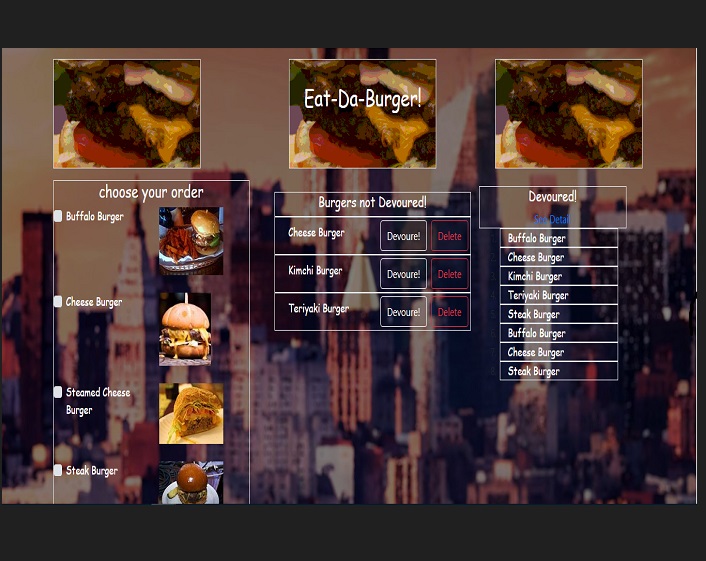 Eat-Da-Burger!
choose your order
Buffalo Burger
Cheese Burger
Steamed Cheese
Burger
Steak Burger
Burgers not Devoured!
Cheese Burger Devoure! Delete
Kimchi Burger Devoure! Delete
Teriyaki Burger Devoure! Delete
Devoured!
See Detail
Buffalo Burger
Cheese Burger
Kimchi Burger
Teriyaki Burger
Steak Burger
Buffalo Burger
Cheese Burger
Steak Burger